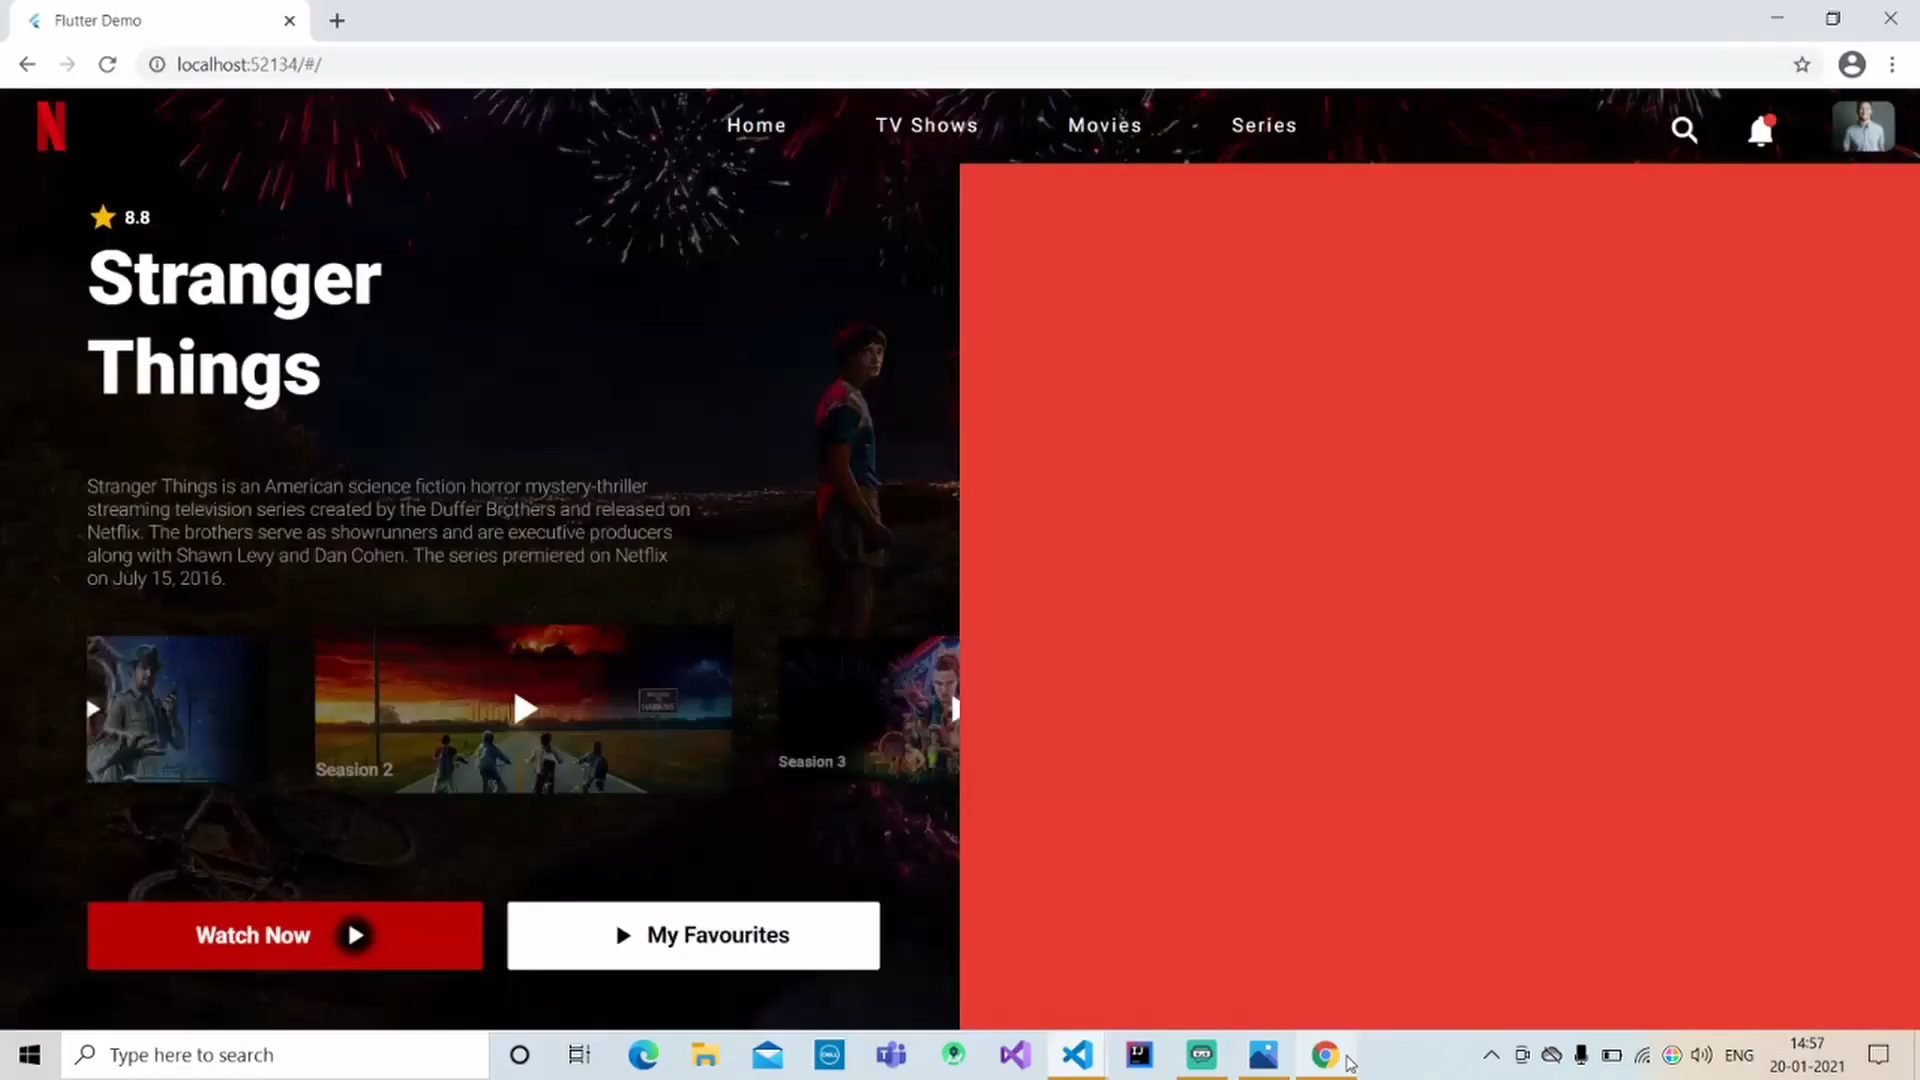 Flutter Demo
localhost:52134/#/
N
Home
TV Shows
Movies
Series
8.8
Stranger
Things
Stranger Things is an American science fiction horror mystery-thriller
streaming television series created by the Duffer Brothers and released on
Netflix. The brothers serve as showrunners and are executive producers
along with Shawn Levy and Dan Cohen. The series premiered on Netflix
on July 15, 2016.
Seasion 2
Seasion 3
Watch Now
My Favourites
Type here to search
DELL
IJ
ENG
14:57
20-01-2021